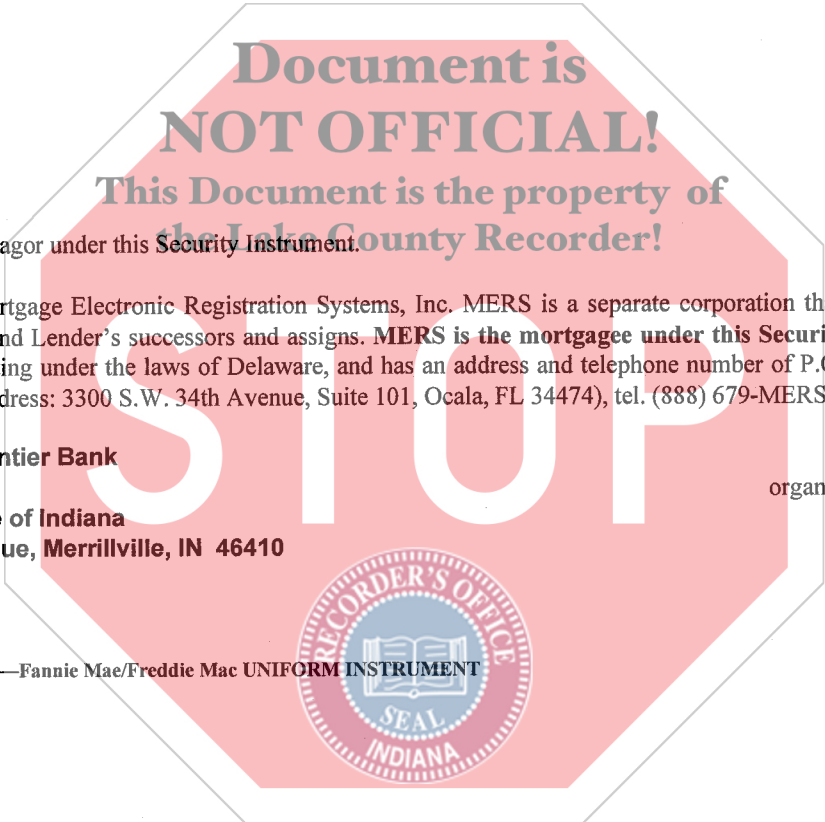 Document is
NOT OFFICIAL!
This Document is the property of
the Lake County Recorder!
agor under this Security Instrument.
rtgage Electronic Registration Systems, Inc. MERS is a separate corporation th
nd Lender's successors and assigns. MERS is the mortgagee under this Securi
ing under the laws of Delaware, and has an address and telephone number of P.O
dress: 3300 S.W. 34th Avenue, Suite 101, Ocala, FL 34474), tel. (888) 679-MERS
STOP
ntier Bank
organ
e of Indiana
ue, Merrillville, IN 46410
—Fannie Mae/Freddie Mac UNIFORM INSTRUMENT
RECORDER'S OFFICE
SEAL
INDIANA